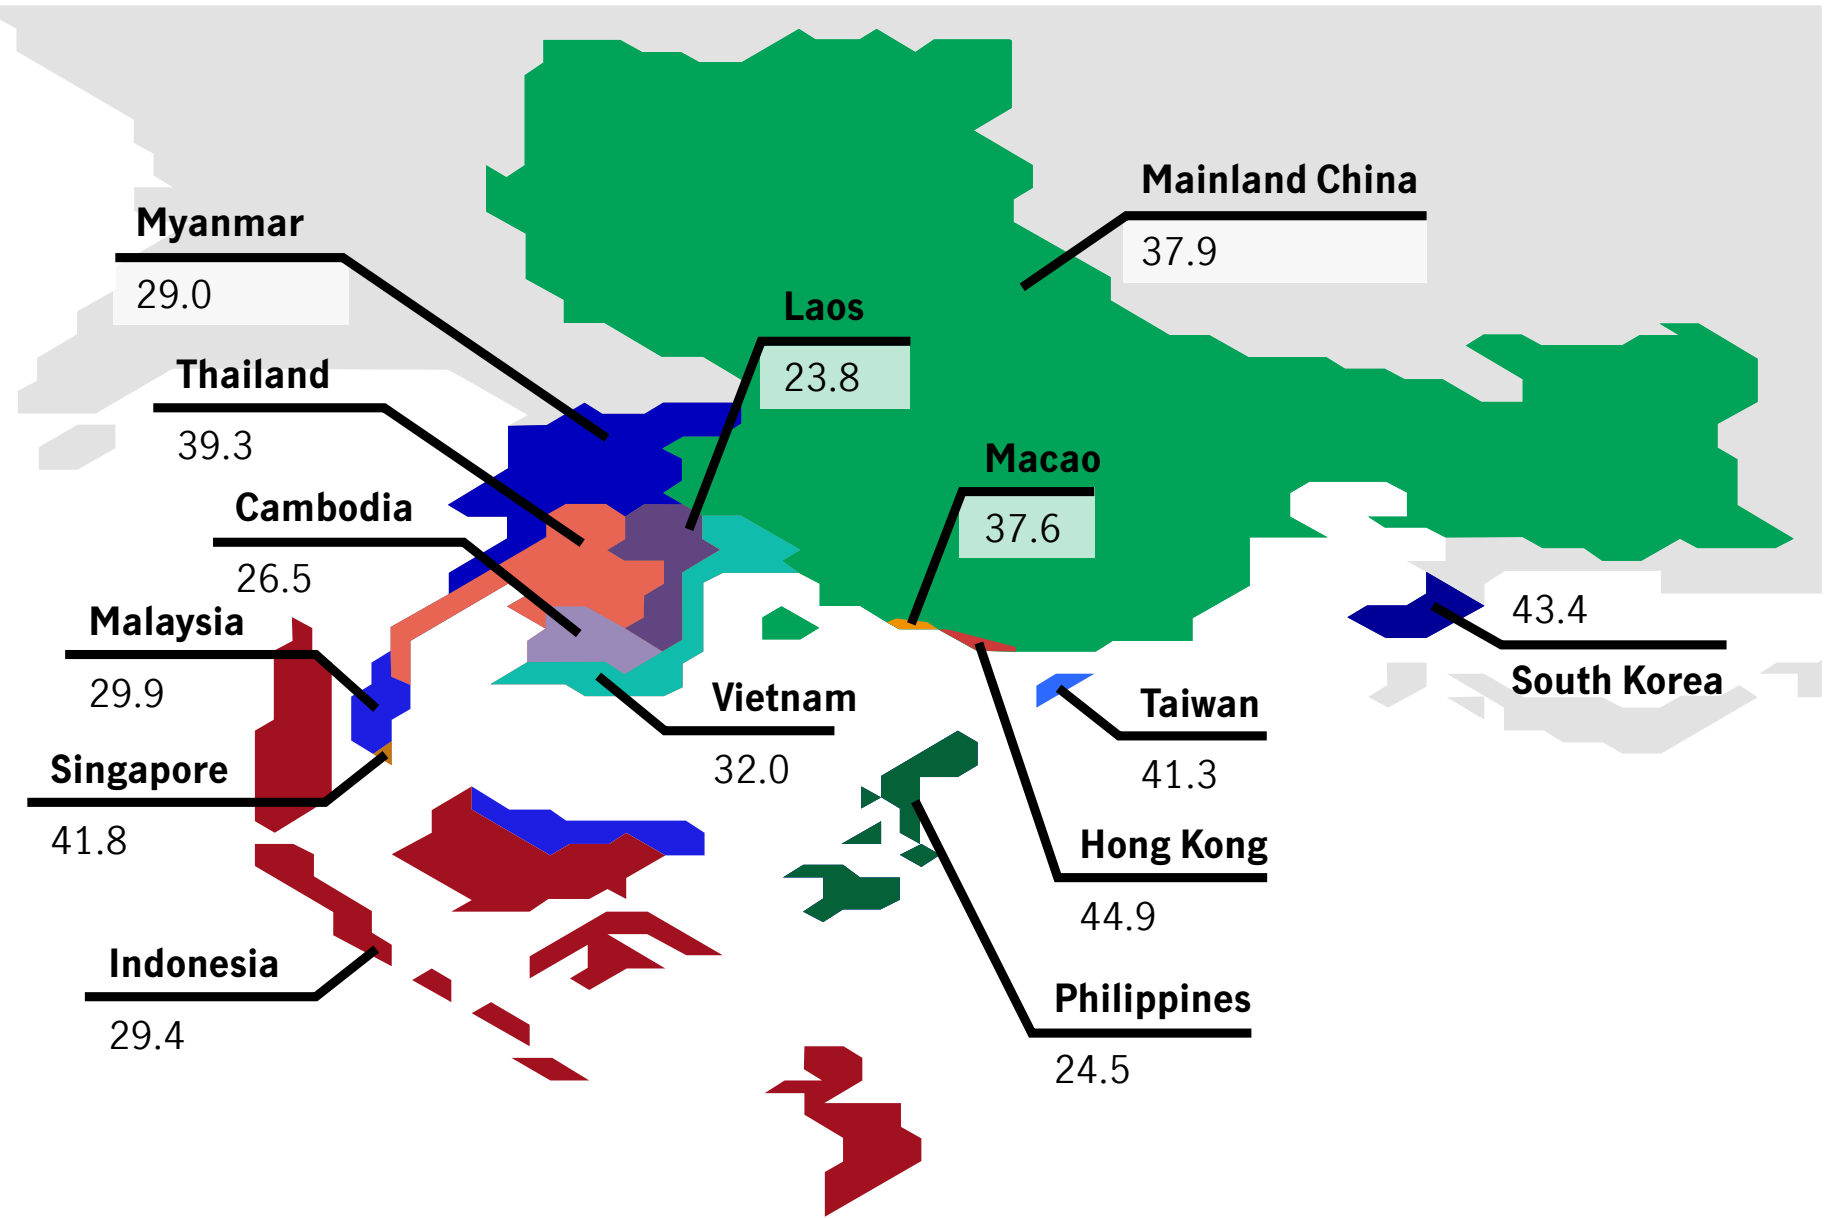 Mainland China
37.9
Myanmar
29.0
Laos
23.8
Thailand
39.3
Macao
37.6
Cambodia
26.5
Malaysia
29.9
43.4
South Korea
Vietnam
32.0
Taiwan
41.3
Singapore
41.8
Hong Kong
44.9
Indonesia
29.4
Philippines
24.5